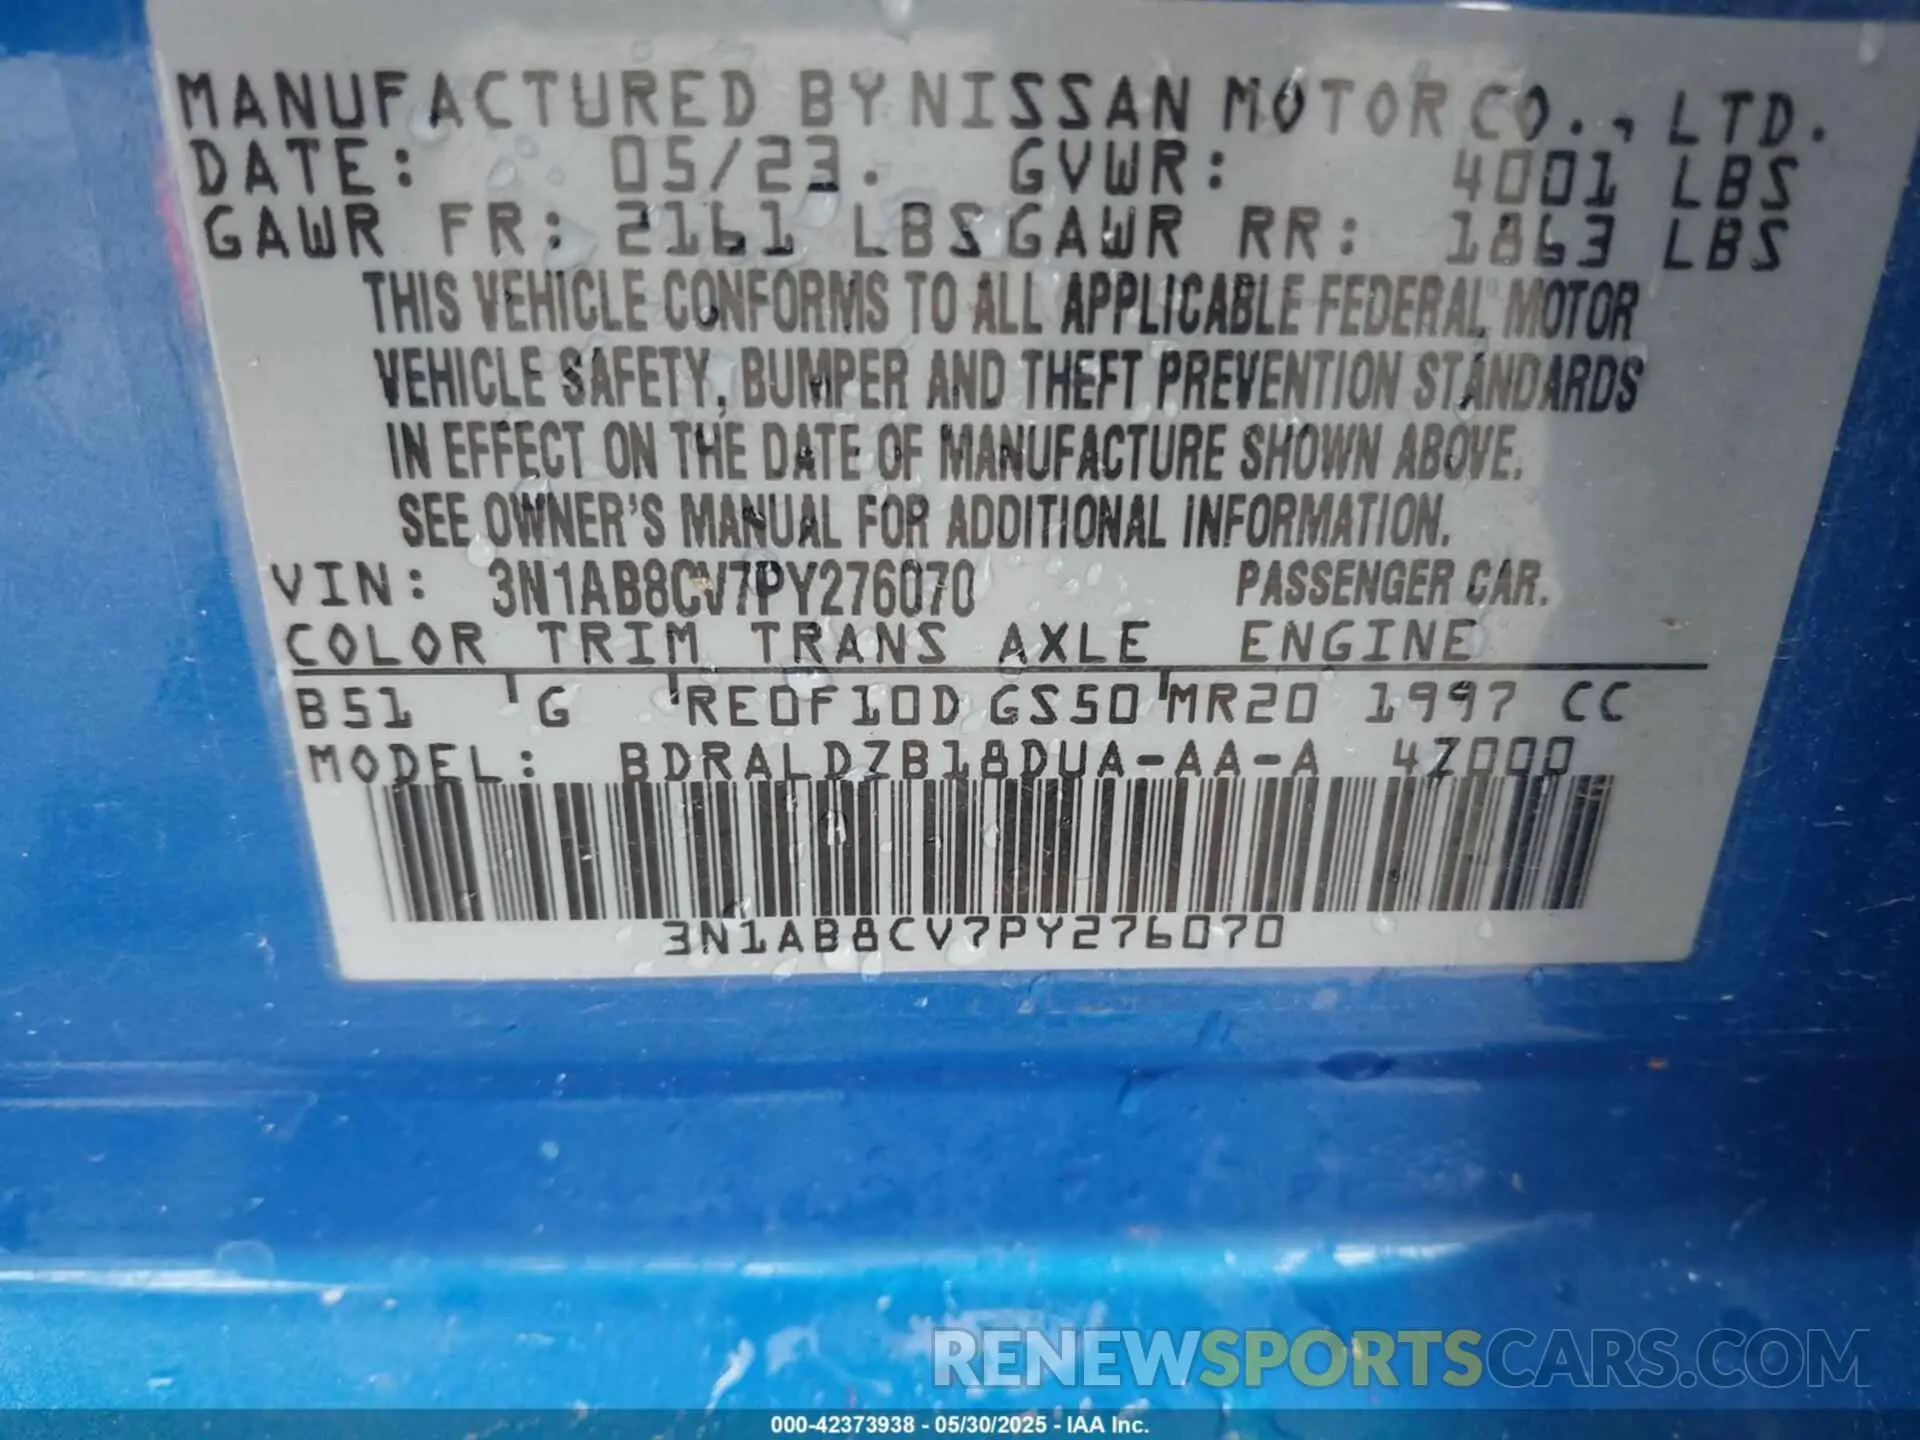 MANUFACTURED BY NISSAN MOTOR CO., LTD.
DATE: 05/23. GVWR: 4001 LBS
GAWR FR: 2161 LBS GAWR RR: 1863 LBS
THIS VEHICLE CONFORMS TO ALL APPLICABLE FEDERAL MOTOR
VEHICLE SAFETY, BUMPER AND THEFT PREVENTION STANDARDS
IN EFFECT ON THE DATE OF MANUFACTURE SHOWN ABOVE.
SEE OWNER'S MANUAL FOR ADDITIONAL INFORMATION.
VIN: 3N1AB8CV7PY276070 PASSENGER CAR.
COLOR TRIM TRANS AXLE ENGINE
B51 G RE0F10D GS50 MR20 1997 CC
MODEL: BDRALDZB18DUA-AA-A 4Z000
3N1AB8CV7PY276070
RENEWSPORTSCARS.COM
000-42373938 - 05/30/2025 - IAA Inc.